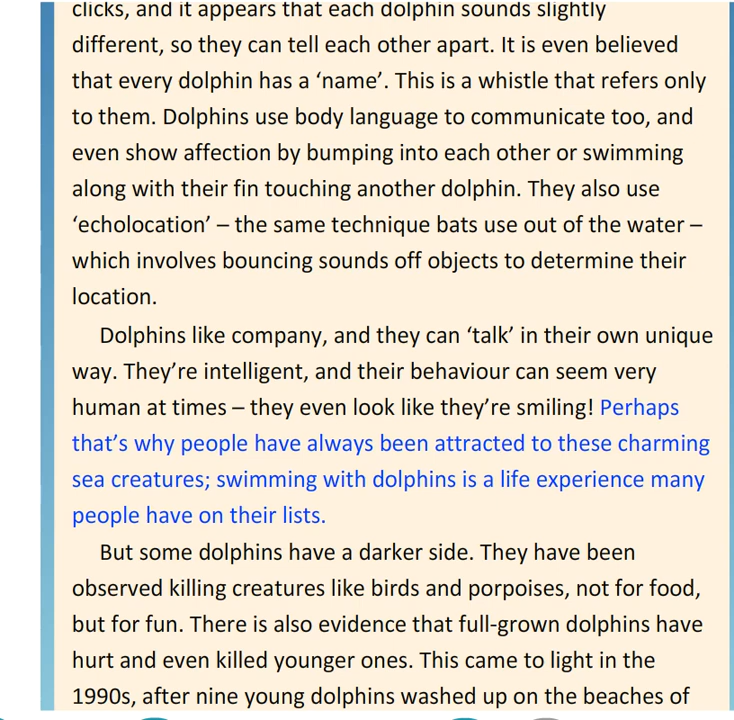 clicks, and it appears that each dolphin sounds slightly
different, so they can tell each other apart. It is even believed
that every dolphin has a ‘name’. This is a whistle that refers only
to them. Dolphins use body language to communicate too, and
even show affection by bumping into each other or swimming
along with their fin touching another dolphin. They also use
‘echolocation’ – the same technique bats use out of the water –
which involves bouncing sounds off objects to determine their
location.
Dolphins like company, and they can ‘talk’ in their own unique
way. They’re intelligent, and their behaviour can seem very
human at times – they even look like they’re smiling! Perhaps
that’s why people have always been attracted to these charming
sea creatures; swimming with dolphins is a life experience many
people have on their lists.
But some dolphins have a darker side. They have been
observed killing creatures like birds and porpoises, not for food,
but for fun. There is also evidence that full-grown dolphins have
hurt and even killed younger ones. This came to light in the
1990s, after nine young dolphins washed up on the beaches of